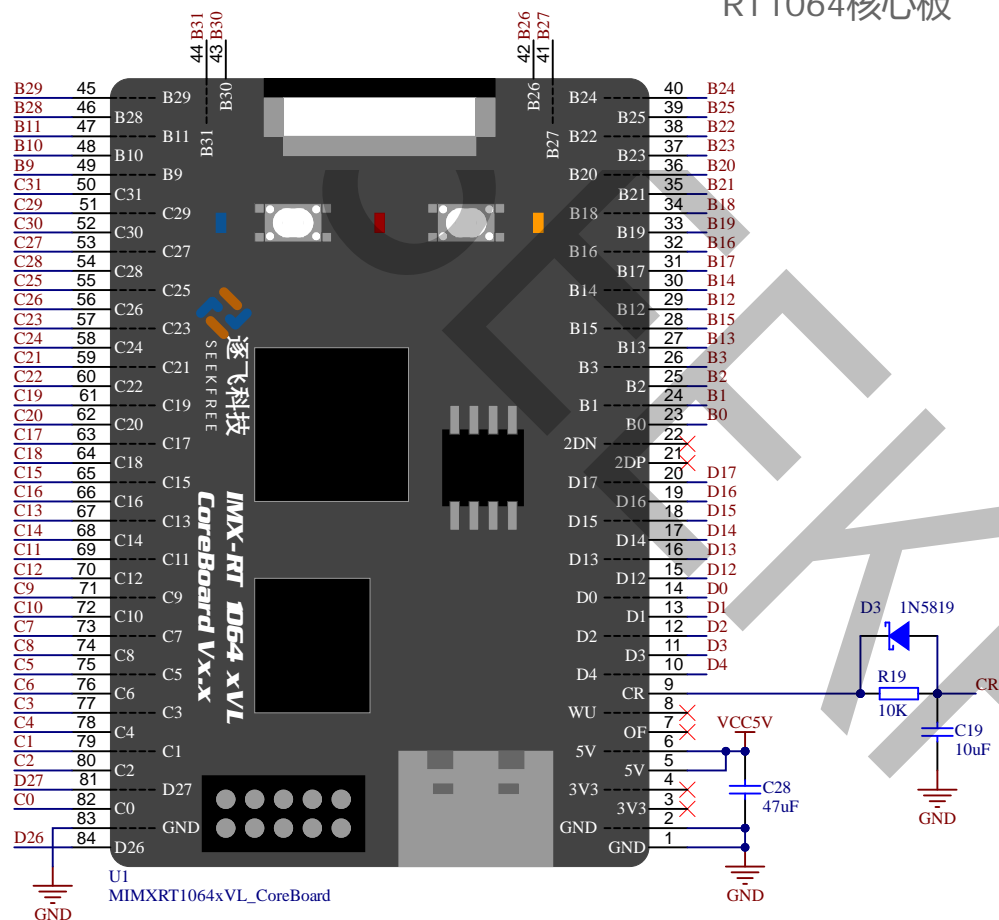 RT1064核心板
B31
B30
B26
B27
44
43
42
41
B29 45 B29
B28 46 B28
B11 47 B11
B10 48 B10
B9 49 B9
C31 50 C31
C29 51 C29
C30 52 C30
C27 53 C27
C28 54 C28
C25 55 C25
C26 56 C26
C23 57 C23
C24 58 C24
C21 59 C21
C22 60 C22
C19 61 C19
C20 62 C20
C17 63 C17
C18 64 C18
C15 65 C15
C16 66 C16
C13 67 C13
C14 68 C14
C11 69 C11
C12 70 C12
C9 71 C9
C10 72 C10
C7 73 C7
C8 74 C8
C5 75 C5
C6 76 C6
C3 77 C3
C4 78 C4
C1 79 C1
C2 80 C2
D27 81 D27
C0 82 C0
83 GND
D26 84 D26
GND
B31
B30
B26
B27
逐飞科技
SEEKFREE
IMX-RT 1064 xVL
CoreBoard V x.x
B24 40 B24
B25 39 B25
B22 38 B22
B23 37 B23
B20 36 B20
B21 35 B21
B18 34 B18
B19 33 B19
B16 32 B16
B17 31 B17
B14 30 B14
B12 29 B12
B15 28 B15
B13 27 B13
B3 26 B3
B2 25 B2
B1 24 B1
B0 23 B0
2DN 22
2DP 21
D17 20 D17
D16 19 D16
D15 18 D15
D14 17 D14
D13 16 D13
D12 15 D12
D0 14 D0
D1 13 D1
D2 12 D2
D3 11 D3
D4 10 D4
CR 9
WU 8
OF 7
5V 6
5V 5
3V3 4
3V3 3
GND 2
GND 1
D3 1N5819
R19
10K
CR
C19
10uF
GND
VCC5V
C28
47uF
GND
U1
MIMXRT1064xVL_CoreBoard